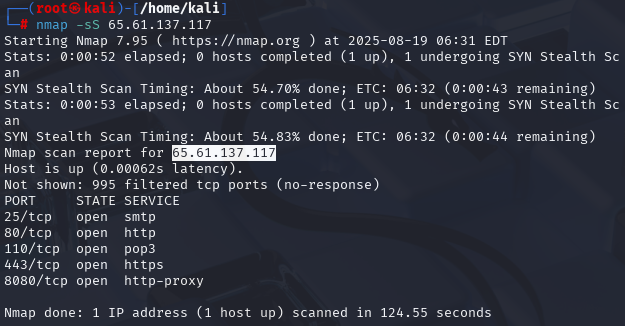 ┌──(root㉿kali)-[/home/kali]
└─# nmap -sS 65.61.137.117
Starting Nmap 7.95 ( https://nmap.org ) at 2025-08-19 06:31 EDT
Stats: 0:00:52 elapsed; 0 hosts completed (1 up), 1 undergoing SYN Stealth Sc
an
SYN Stealth Scan Timing: About 54.70% done; ETC: 06:32 (0:00:43 remaining)
Stats: 0:00:53 elapsed; 0 hosts completed (1 up), 1 undergoing SYN Stealth Sc
an
SYN Stealth Scan Timing: About 54.83% done; ETC: 06:32 (0:00:44 remaining)
Nmap scan report for 65.61.137.117
Host is up (0.00062s latency).
Not shown: 995 filtered tcp ports (no-response)
PORT     STATE SERVICE
25/tcp   open  smtp
80/tcp   open  http
110/tcp  open  pop3
443/tcp  open  https
8080/tcp open  http-proxy
Nmap done: 1 IP address (1 host up) scanned in 124.55 seconds